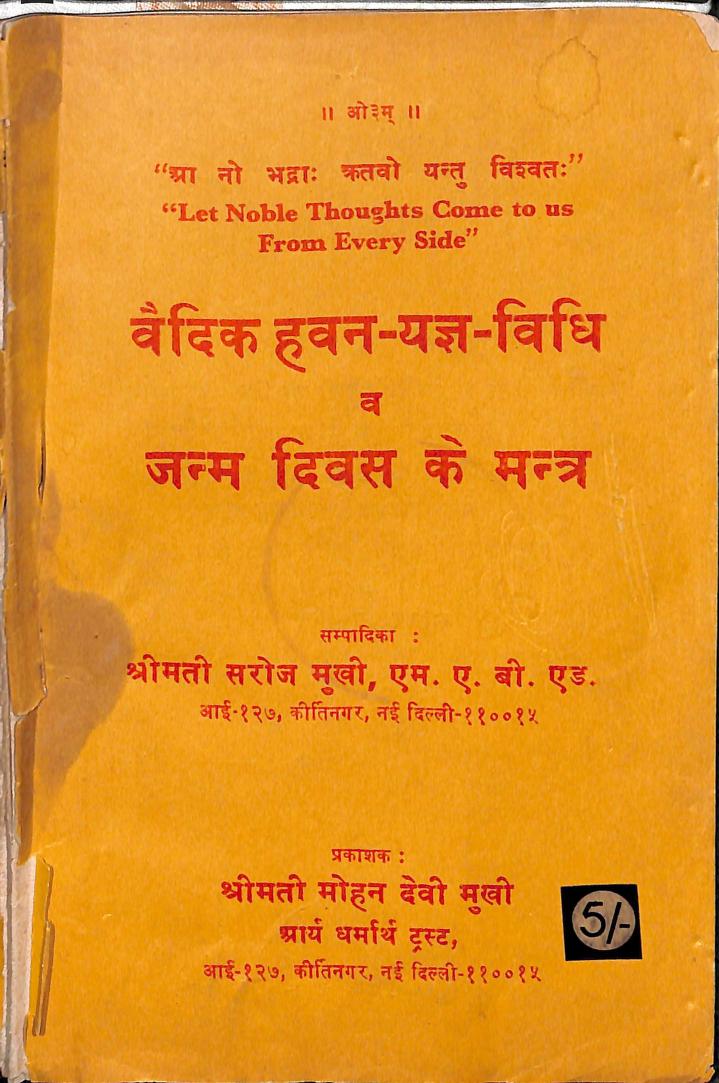 ॥ ओ३म् ॥
“आ नो भद्राः क्रतवो यन्तु विश्वतः”
“Let Noble Thoughts Come to us
From Every Side”
वैदिक हवन-यज्ञ-विधि
व
जन्म दिवस के मन्त्र
सम्पादिका :
श्रीमती सरोज मुखी, एम. ए. बी. एड.
आई-१२७, कीर्तिनगर, नई दिल्ली-११००१५
प्रकाशक :
श्रीमती मोहन देवी मुखी
आर्य धर्मार्थ ट्रस्ट,
आई-१२७, कीर्तिनगर, नई दिल्ली-११००१५
5/-